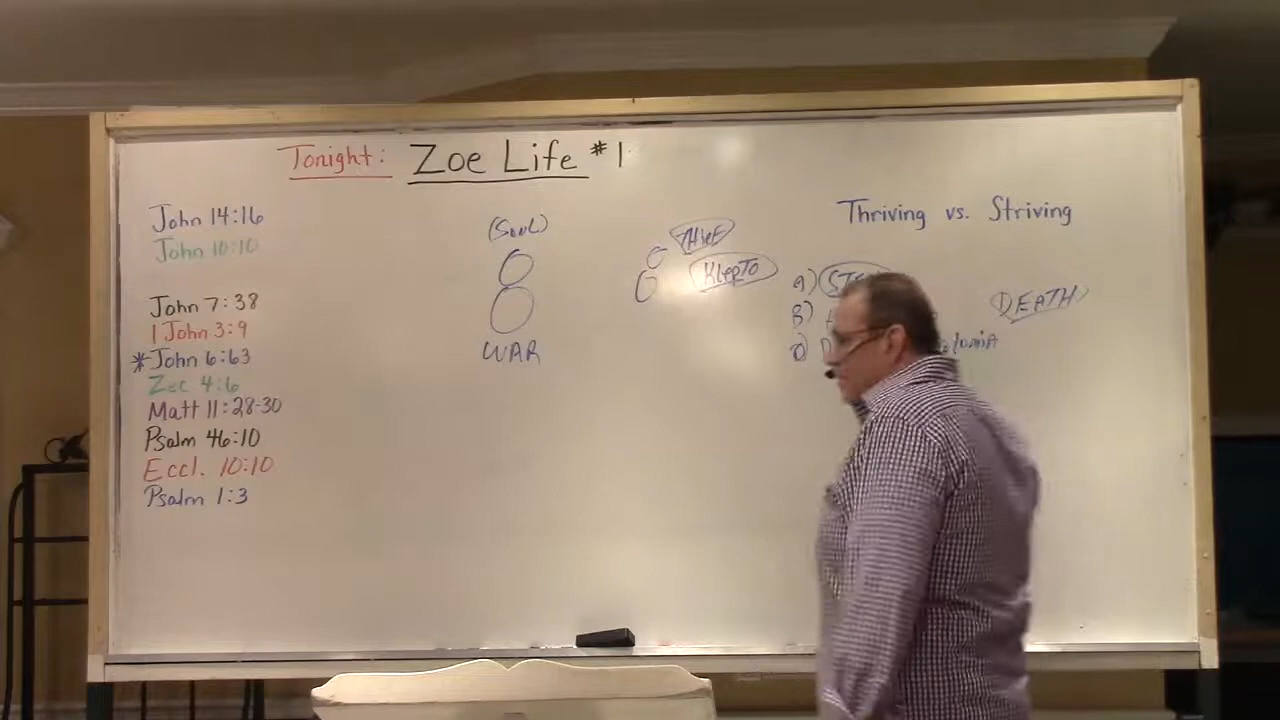 Tonight: Zoe Life #1
John 14:16
John 10:10
John 7:38
1 John 3:9
*John 6:63
Zec 4:6
Matt 11:28-30
Psalm 46:10
Eccl. 10:10
Psalm 1:3
(SouL)
WAR
THieF
KlepTo
Thriving vs. Striving
DEATH